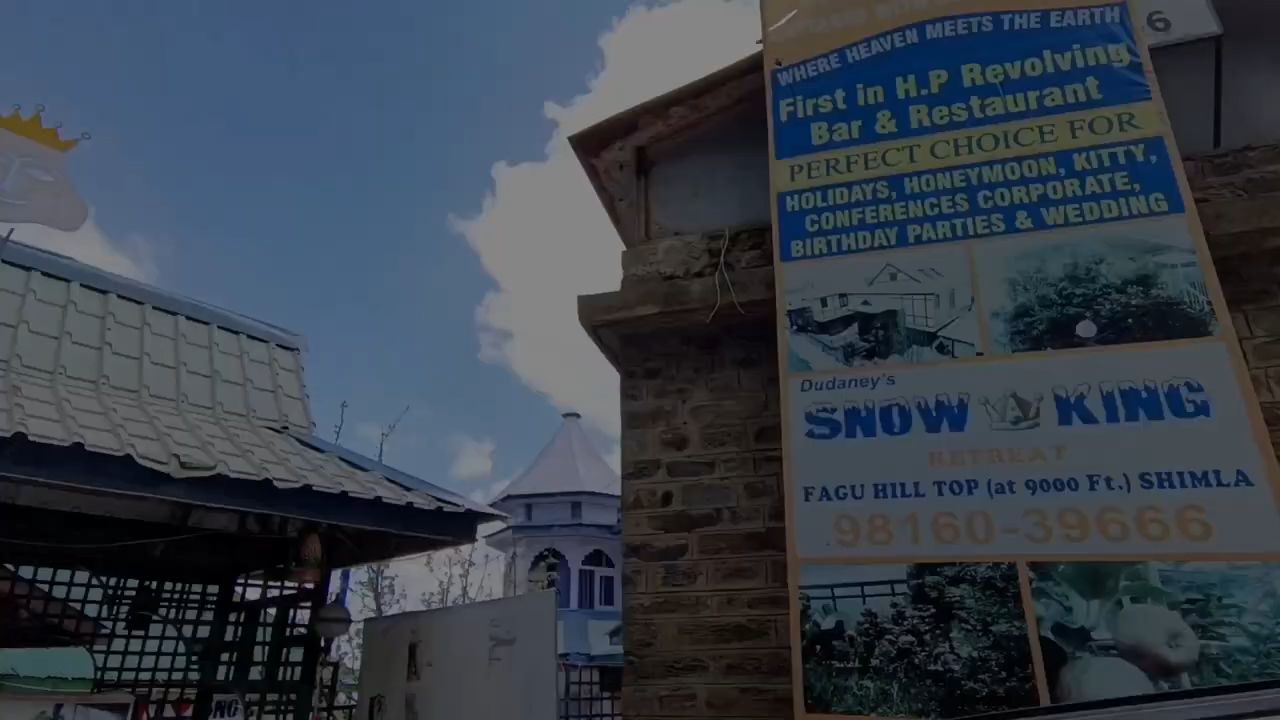 6
WHERE HEAVEN MEETS THE EARTH
First in H.P Revolving
Bar & Restaurant
PERFECT CHOICE FOR
HOLIDAYS, HONEYMOON, KITTY,
CONFERENCES CORPORATE,
BIRTHDAY PARTIES & WEDDING
Dudaney's
SNOW KING
RETREAT
FAGU HILL TOP (at 9000 Ft.) SHIMLA
98160-39666